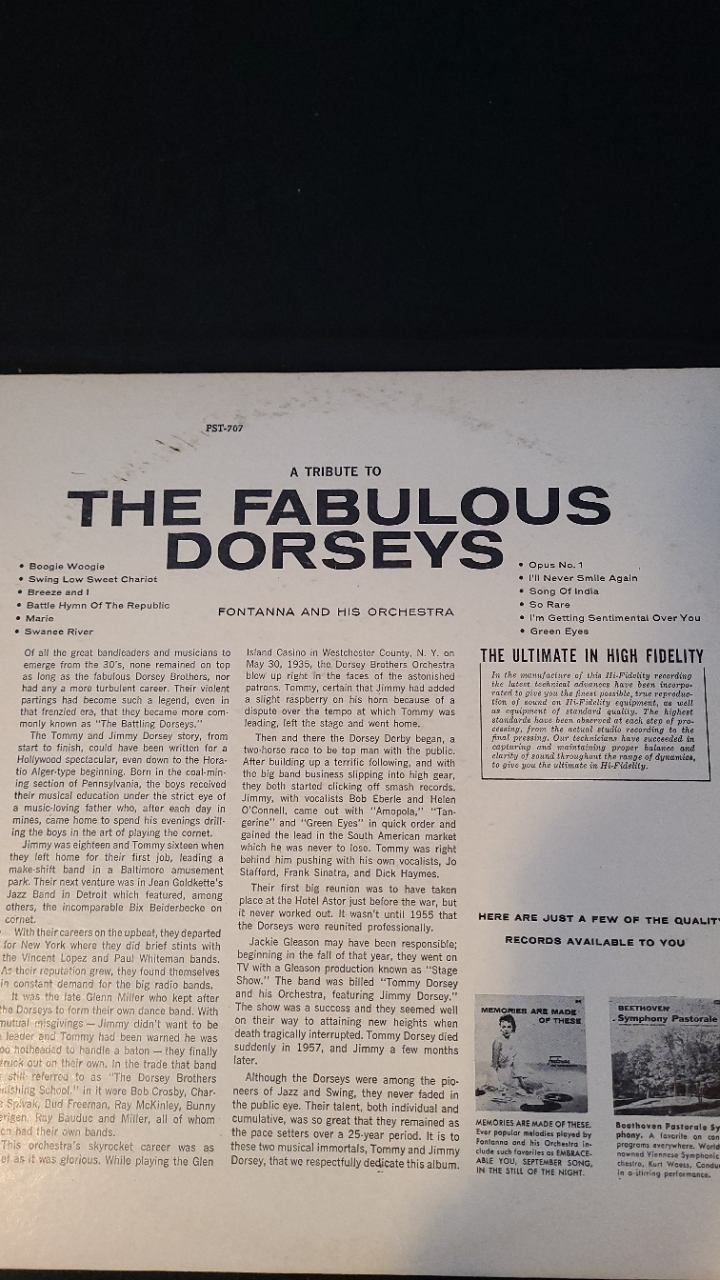 PST-707
A TRIBUTE TO
THE FABULOUS
DORSEYS
• Boogie Woogie
• Swing Low Sweet Chariot
• Breeze and I
• Battle Hymn Of The Republic
• Marie
• Swanee River
FONTANNA AND HIS ORCHESTRA
• Opus No. 1
• I'll Never Smile Again
• Song Of India
• So Rare
• I'm Getting Sentimental Over You
• Green Eyes
Of all the great bandleaders and musicians to
emerge from the 30's, none remained on top
as long as the fabulous Dorsey Brothers, nor
had any a more turbulent career. Their violent
partings had become such a legend, even in
that frenzied era, that they became more com-
monly known as "The Battling Dorseys."
The Tommy and Jimmy Dorsey story, from
start to finish, could have been written for a
Hollywood spectacular, even down to the Hora-
tio Alger-type beginning. Born in the coal-min-
ing section of Pennsylvania, the boys received
their musical education under the strict eye of
a music-loving father who, after each day in
mines, came home to spend his evenings drill-
ing the boys in the art of playing the cornet.
Jimmy was eighteen and Tommy sixteen when
they left home for their first job, leading a
make-shift band in a Baltimore amusement
park. Their next venture was in Jean Goldkette's
Jazz Band in Detroit which featured, among
others, the incomparable Bix Beiderbecke on
cornet.
With their careers on the upbeat, they departed
for New York where they did brief stints with
the Vincent Lopez and Paul Whiteman bands.
As their reputation grew, they found themselves
in constant demand for the big radio bands.
It was the late Glenn Miller who kept after
the Dorseys to form their own dance band. With
mutual misgivings — Jimmy didn't want to be
leader and Tommy had been warned he was
too hotheaded to handle a baton — they finally
struck out on their own. In the trade that band
still referred to as "The Dorsey Brothers
nishing School." in it were Bob Crosby, Char-
Spivak, Dud Freeman, Ray McKinley, Bunny
erigen, Ray Bauduc and Miller, all of whom
had their own bands.
This orchestra's skyrocket career was as
as it was glorious. While playing the Glen
Island Casino in Westchester County, N. Y. on
May 30, 1935, the Dorsey Brothers Orchestra
blew up right in the faces of the astonished
patrons. Tommy, certain that Jimmy had added
a slight raspberry on his horn because of a
dispute over the tempo at which Tommy was
leading, left the stage and went home.
Then and there the Dorsey Derby began, a
two-horse race to be top man with the public.
After building up a terrific following, and with
the big band business slipping into high gear,
they both started clicking off smash records.
Jimmy, with vocalists Bob Eberle and Helen
O'Connell, came out with "Amapola," "Tan-
gerine" and "Green Eyes" in quick order and
gained the lead in the South American market
which he was never to lose. Tommy was right
behind him pushing with his own vocalists, Jo
Stafford, Frank Sinatra, and Dick Haymes.
Their first big reunion was to have taken
place at the Hotel Astor just before the war, but
it never worked out. It wasn't until 1955 that
the Dorseys were reunited professionally.
Jackie Gleason may have been responsible;
beginning in the fall of that year, they went on
TV with a Gleason production known as "Stage
Show." The band was billed "Tommy Dorsey
and his Orchestra, featuring Jimmy Dorsey."
The show was a success and they seemed well
on their way to attaining new heights when
death tragically interrupted. Tommy Dorsey died
suddenly in 1957, and Jimmy a few months
later.
Although the Dorseys were among the pio-
neers of Jazz and Swing, they never faded in
the public eye. Their talent, both individual and
cumulative, was so great that they remained as
the pace setters over a 25-year period. It is to
these two musical immortals, Tommy and Jimmy
Dorsey, that we respectfully dedicate this album.
THE ULTIMATE IN HIGH FIDELITY
In the manufacture of this Hi-Fidelity recording
the latest technical advances have been incorpo-
rated to give you the finest possible, true reproduc-
tion of sound on Hi-Fidelity equipment, as well
as equipment of standard quality. The highest
standards have been observed at each step of pro-
cessing, from the actual studio recording to the
final pressing. Our technicians have succeeded in
capturing and maintaining proper balance and
clarity of sound throughout the range of dynamics,
to give you the ultimate in Hi-Fidelity.
HERE ARE JUST A FEW OF THE QUALITY
RECORDS AVAILABLE TO YOU
MEMORIES ARE MADE
OF THESE
BEETHOVEN
Symphony Pastorale
MEMORIES ARE MADE OF THESE.
Ever popular melodies played by
Fontanna and his Orchestra in-
clude such favorites as EMBRACE-
ABLE YOU, SEPTEMBER SONG,
IN THE STILL OF THE NIGHT.
Beethoven Pastorale Sy
phony. A favorite on con
programs everywhere. World
nowned Viennese Symphonic
chestra, Kurt Waess, Condu
in a stirring performance.